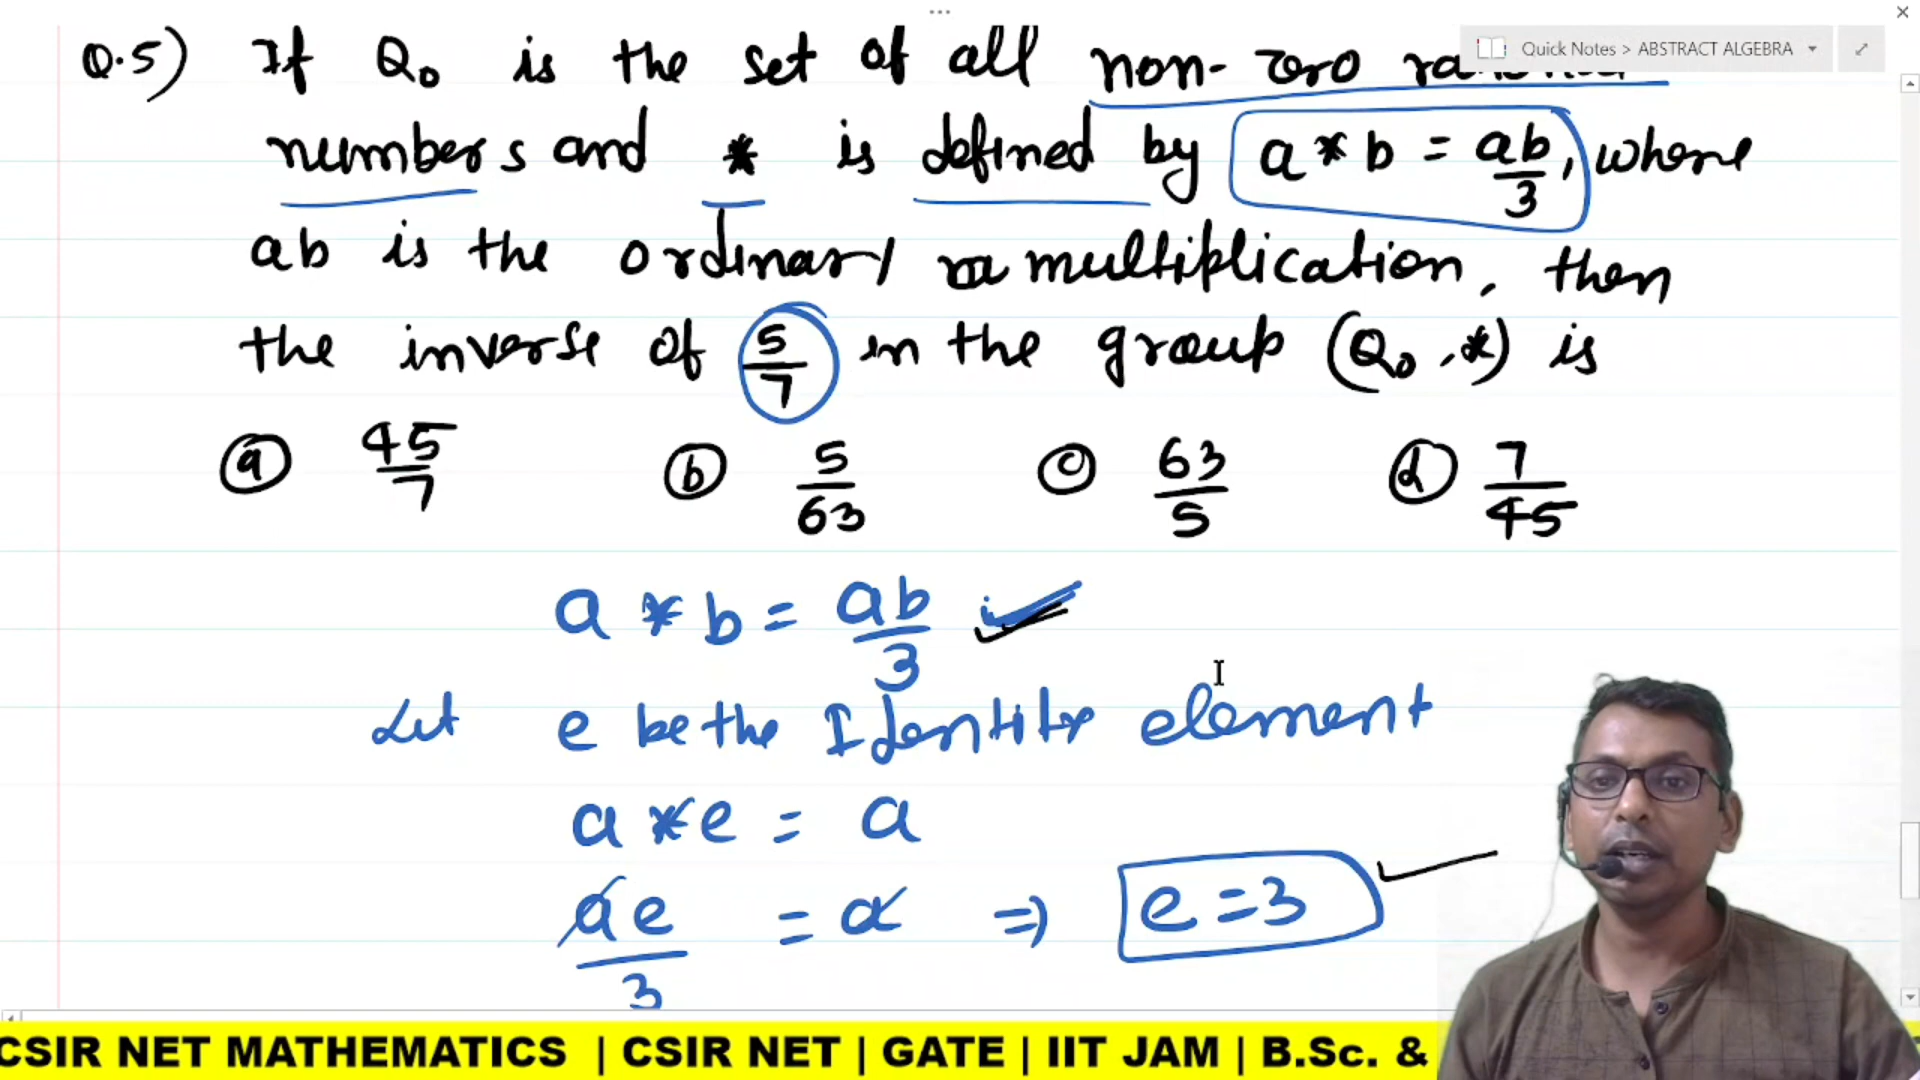 Quick Notes > ABSTRACT ALGEBRA
Q.5) If Q₀ is the set of all non-zero
numbers and * is defined by a * b = ab/3, where
ab is the ordinary multiplication, then
the inverse of 5/7 in the group (Q₀, *) is
(a) 45/7 (b) 5/63 (c) 63/5 (d) 7/45
a * b = ab/3
Let e be the Identity element
a * e = a
ae/3 = a ⇒ e = 3
CSIR NET MATHEMATICS | CSIR NET | GATE | IIT JAM | B.Sc. &